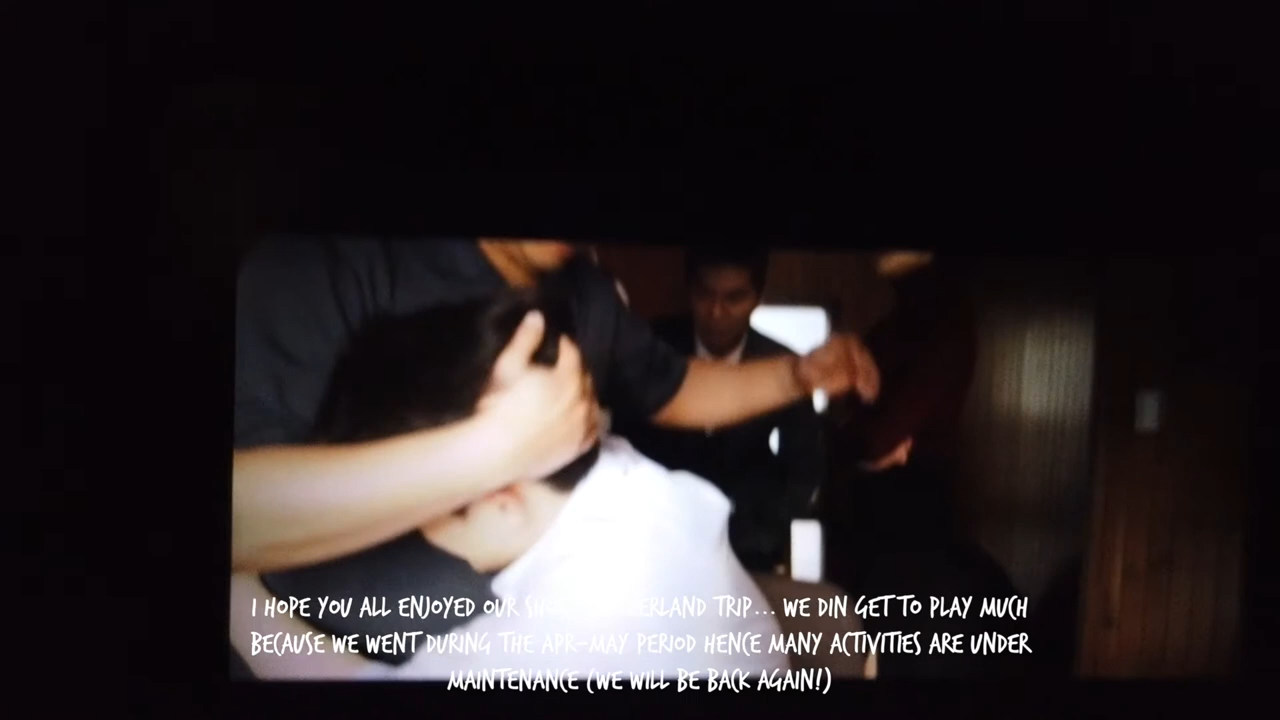 I HOPE YOU ALL ENJOYED OUR TRIP... WE DIN GET TO PLAY MUCH
BECAUSE WE WENT DURING THE APR-MAY PERIOD HENCE MANY ACTIVITIES ARE UNDER
MAINTENANCE (WE WILL BE BACK AGAIN!)